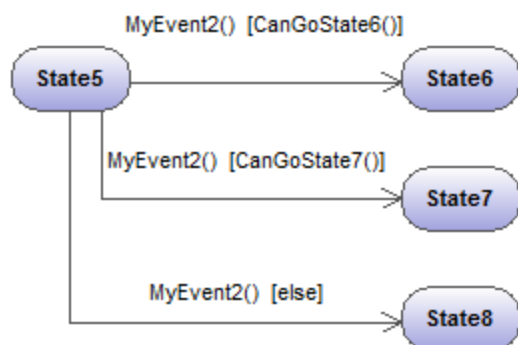 MyEvent2() [CanGoState6()]
State5
State6
MyEvent2() [CanGoState7()]
State7
MyEvent2() [else]
State8